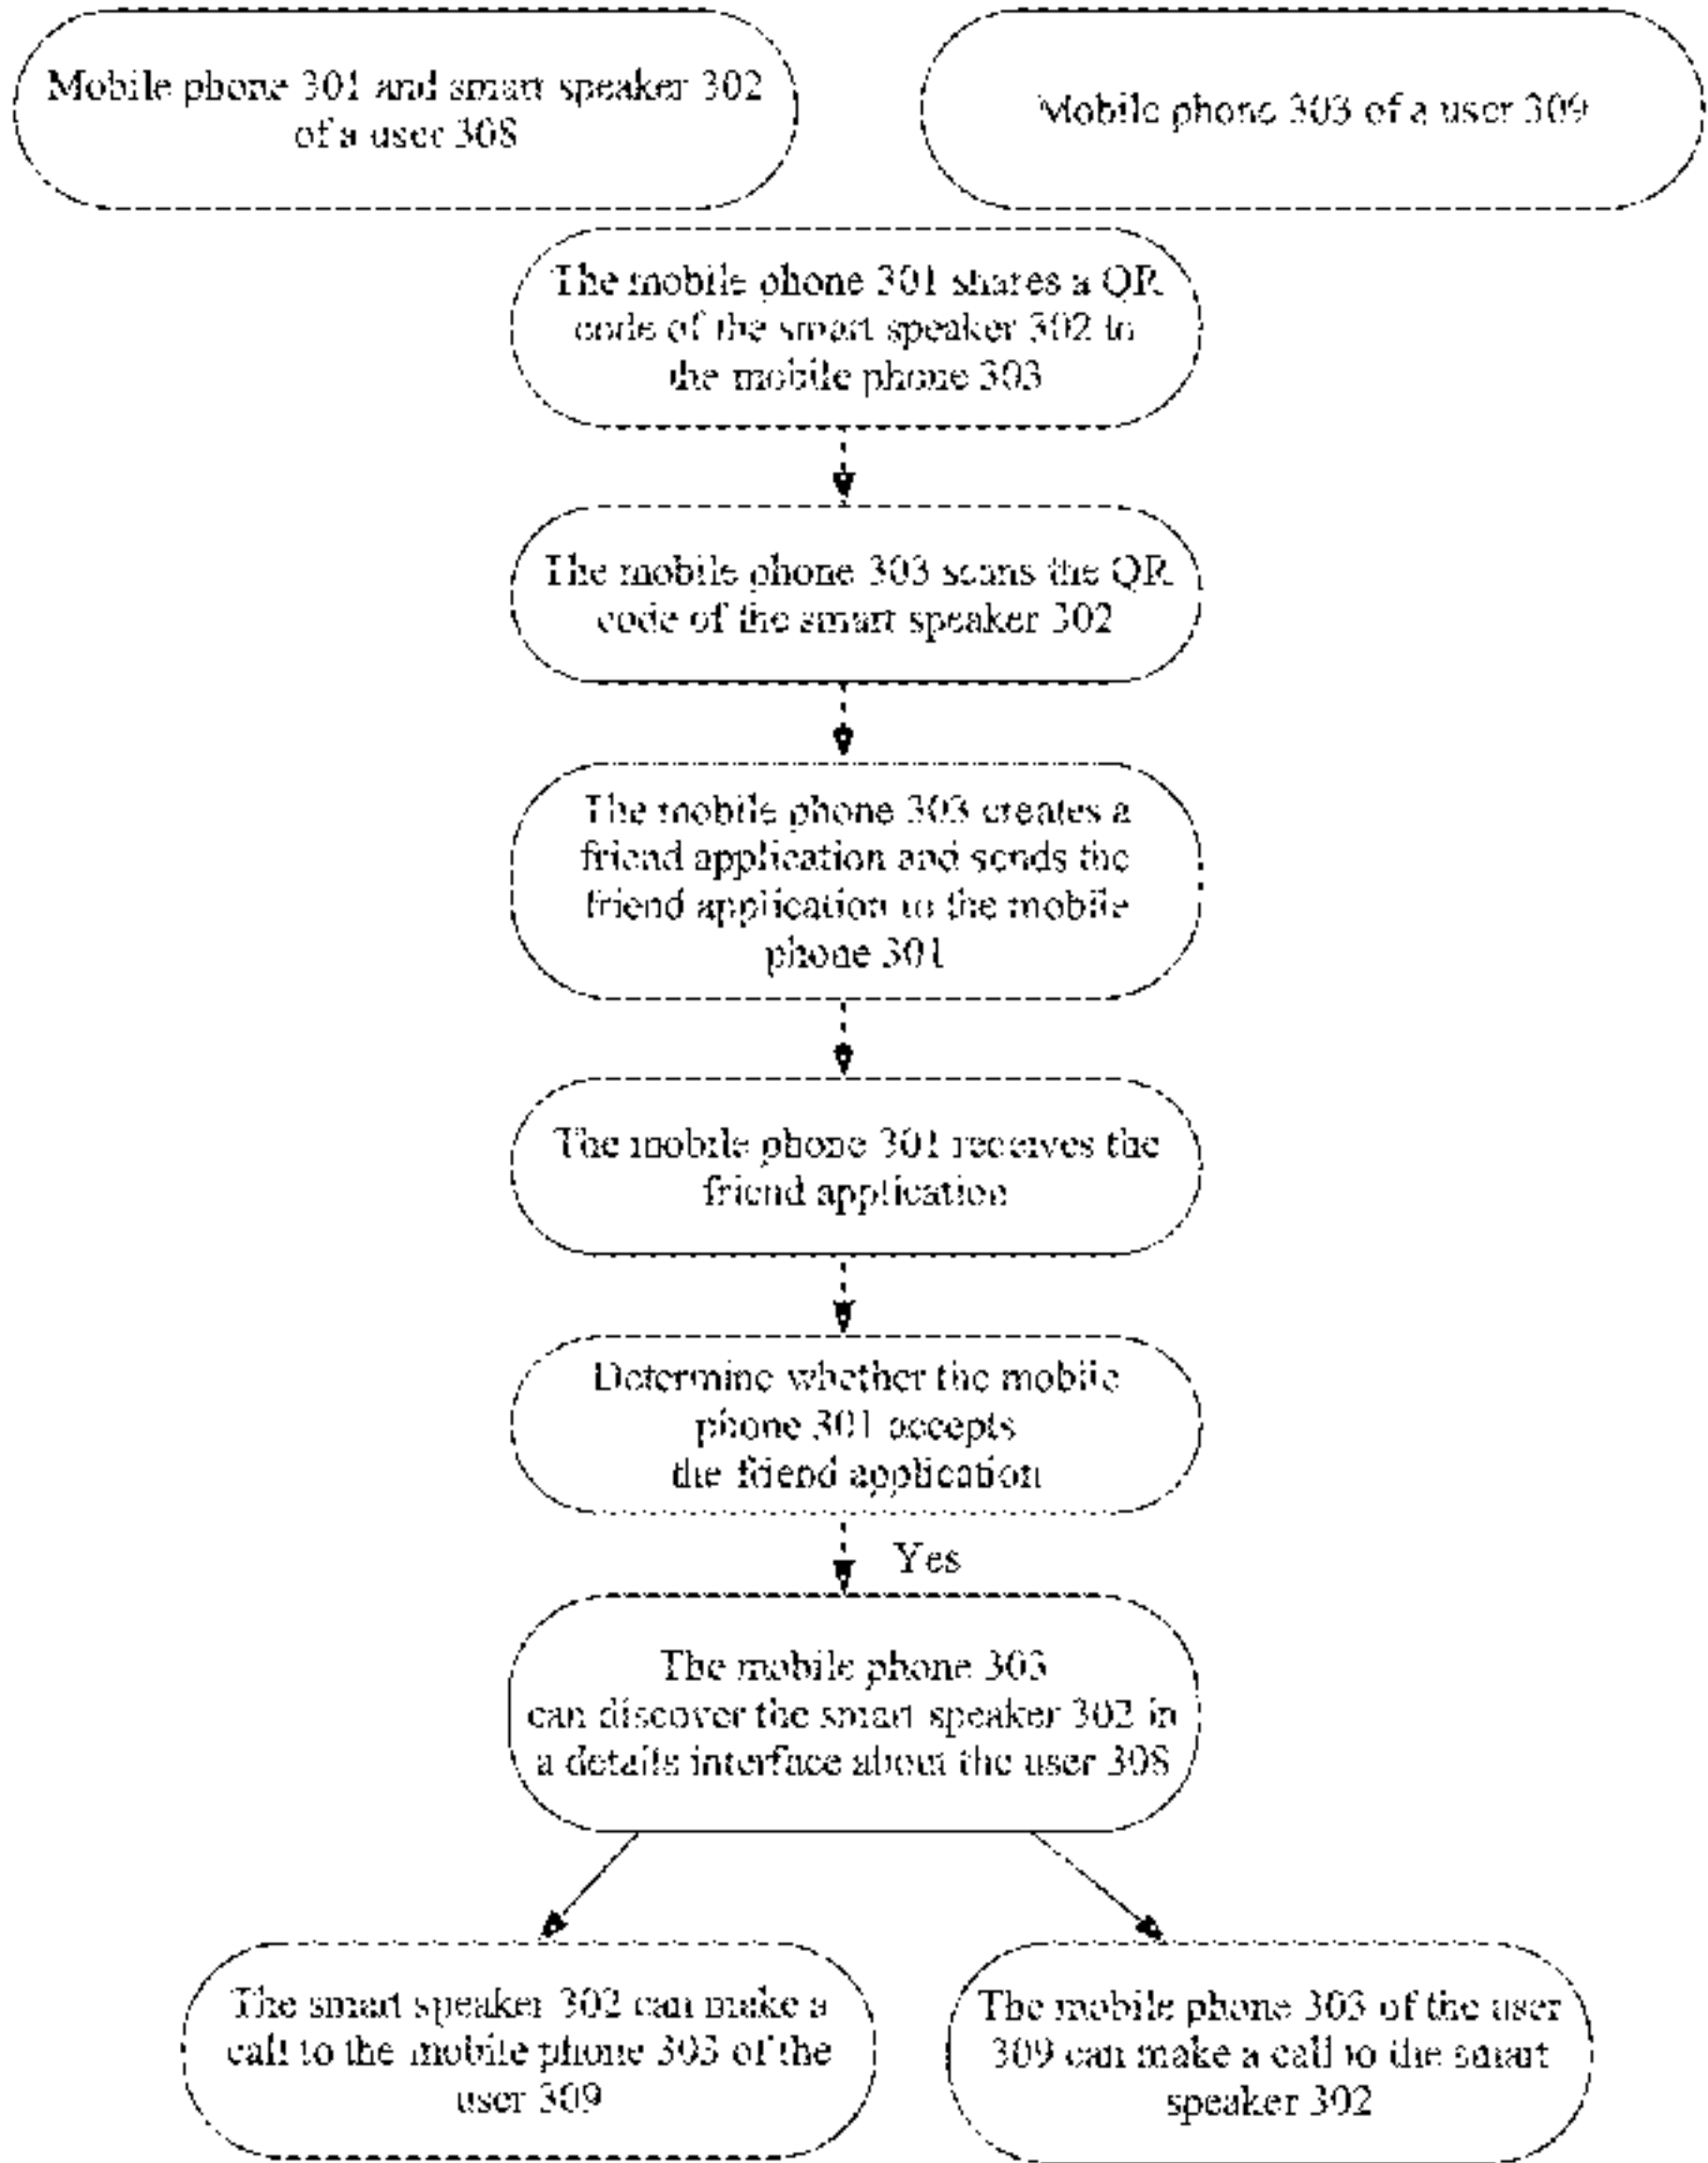 Mobile phone 301 and smart speaker 302
of a user 308
Mobile phone 303 of a user 309
The mobile phone 301 shares a QR
code of the smart speaker 302 to
the mobile phone 303
The mobile phone 303 scans the QR
code of the smart speaker 302
The mobile phone 303 creates a
friend application and sends the
friend application to the mobile
phone 301
The mobile phone 301 receives the
friend application
Determine whether the mobile
phone 301 accepts
the friend application
Yes
The mobile phone 303
can discover the smart speaker 302 in
a details interface about the user 308
The smart speaker 302 can make a
call to the mobile phone 303 of the
user 309
The mobile phone 303 of the user
309 can make a call to the smart
speaker 302